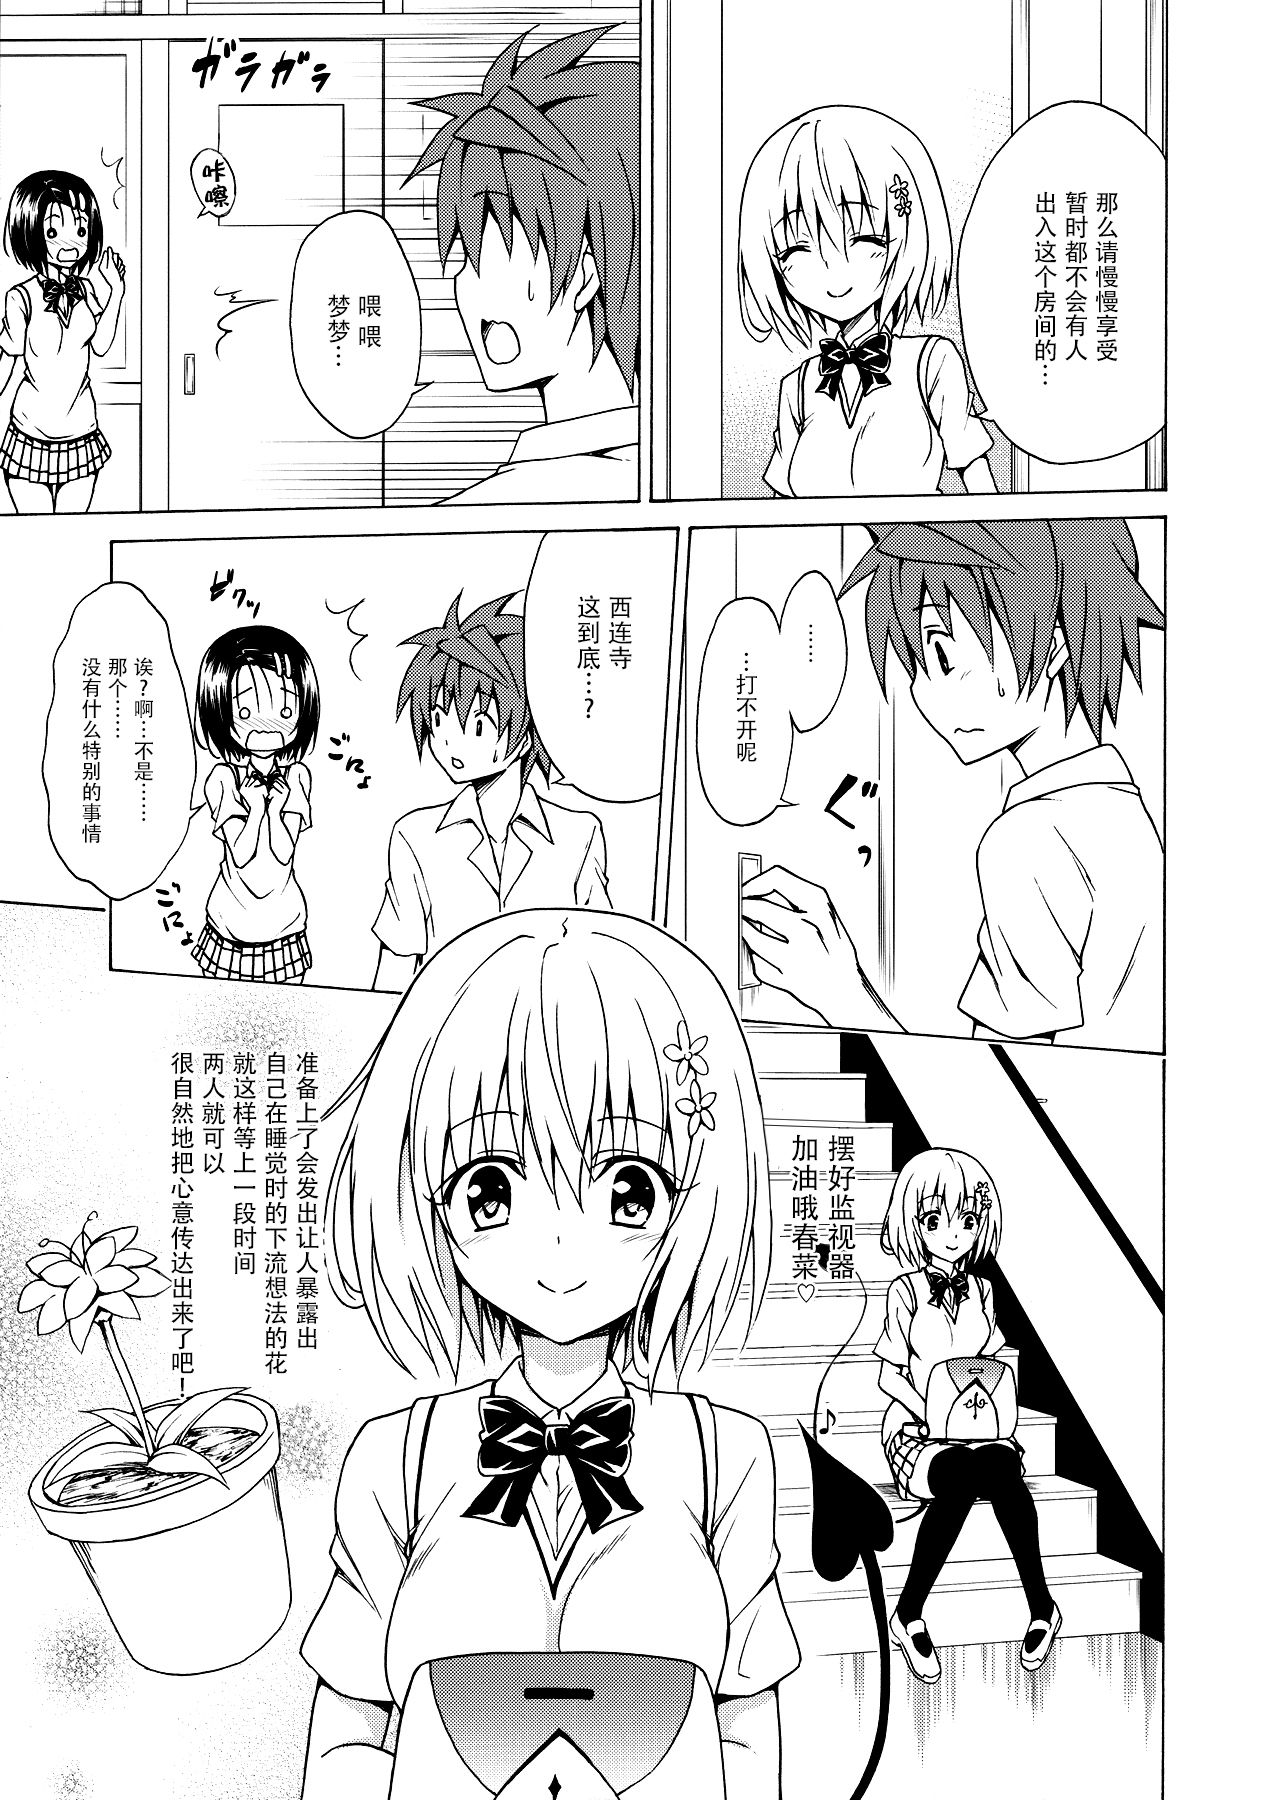 那么请慢慢享受
暂时都不会有人
出入这个房间的…
ガラガラ
咔
嚓
喂喂
梦梦…
……
…打不开呢
ぐっ
西连寺
这到底…?
ビクッ
诶?啊…不是……
那个……
没有什么特别的事情
ごにょ
ごにょ
摆好监视器
加油哦春菜♡
♪
准备上了会发出让人暴露出
自己在睡觉时的下流想法的花
就这样等上一段时间
两人就可以
很自然地把心意传达出来了吧!